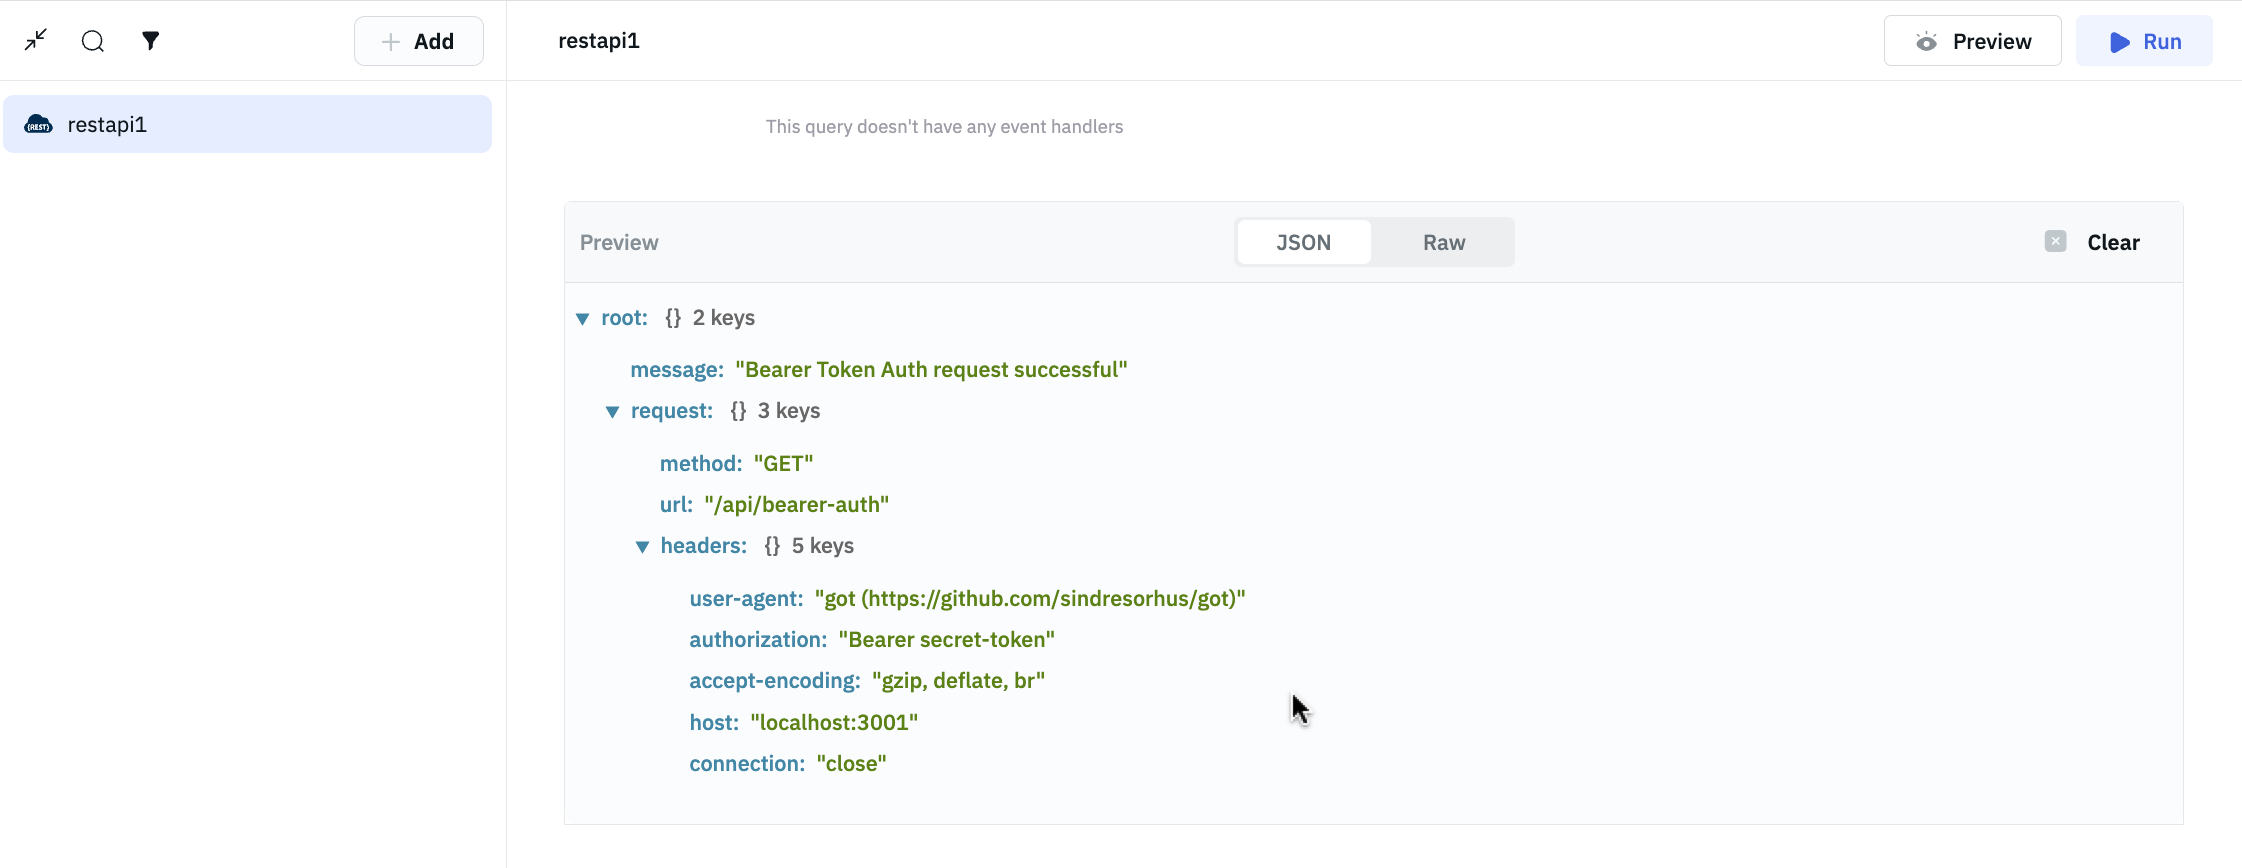 Add
restapi1
Preview
Run
{REST}
restapi1
This query doesn't have any event handlers
Preview
JSON
Raw
Clear
root: {} 2 keys
message: "Bearer Token Auth request successful"
request: {} 3 keys
method: "GET"
url: "/api/bearer-auth"
headers: {} 5 keys
user-agent: "got (https://github.com/sindresorhus/got)"
authorization: "Bearer secret-token"
accept-encoding: "gzip, deflate, br"
host: "localhost:3001"
connection: "close"